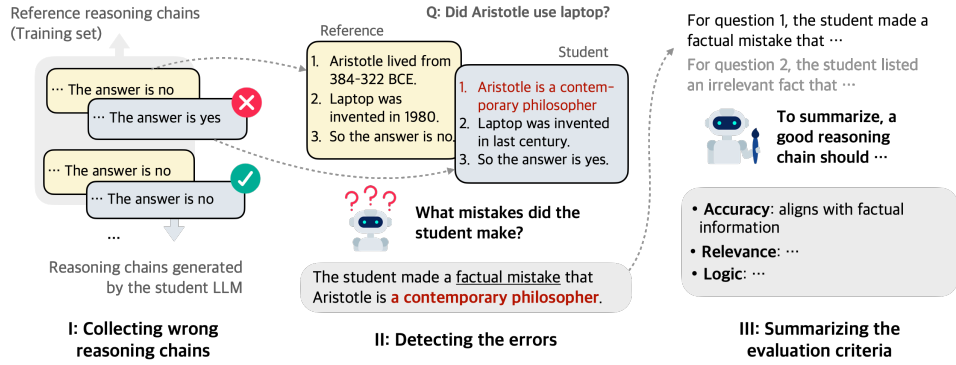 Reference reasoning chains
(Training set)
··· The answer is no
··· The answer is yes
··· The answer is no
··· The answer is no
...
Reasoning chains generated
by the student LLM
I: Collecting wrong
reasoning chains
Q: Did Aristotle use laptop?
Reference
1. Aristotle lived from
384-322 BCE.
2. Laptop was
invented in 1980.
3. So the answer is no.
Student
1. Aristotle is a contem-
porary philosopher
2. Laptop was invented
in last century.
3. So the answer is yes.
???
What mistakes did the
student make?
The student made a factual mistake that
Aristotle is a contemporary philosopher.
II: Detecting the errors
For question 1, the student made a
factual mistake that ···
For question 2, the student listed
an irrelevant fact that ···
To summarize, a
good reasoning
chain should ···
• Accuracy: aligns with factual
information
• Relevance: ···
• Logic: ···
III: Summarizing the
evaluation criteria